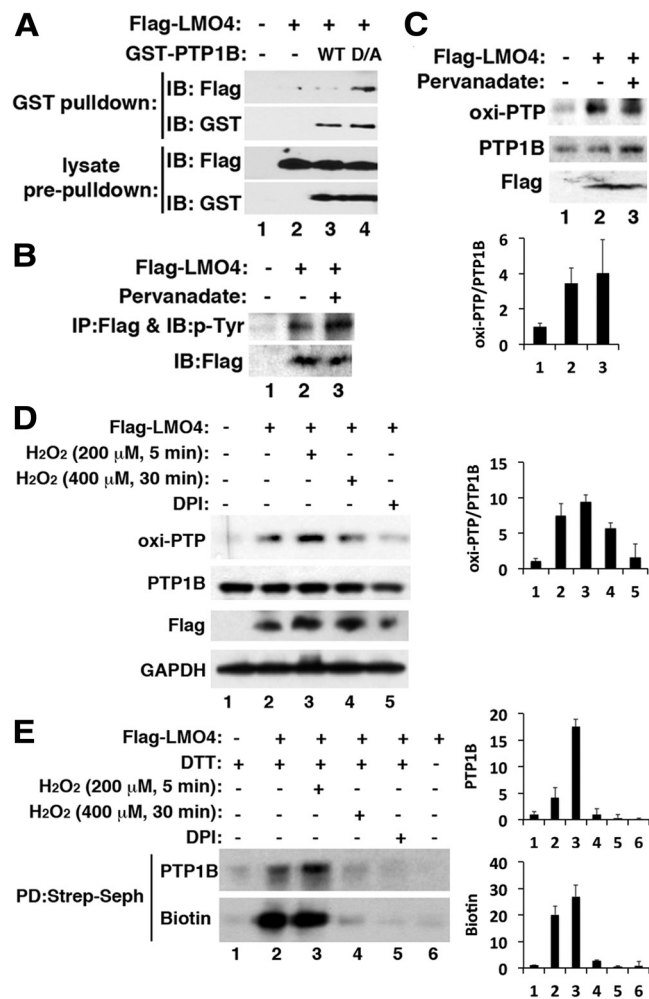 A
Flag-LMO4: - + + +
GST-PTP1B: - - WT D/A
GST pulldown:
IB: Flag
IB: GST
lysate
pre-pulldown:
IB: Flag
IB: GST
1 2 3 4
B
Flag-LMO4: - + +
Pervanadate: - - +
IP:Flag & IB:p-Tyr
IB:Flag
1 2 3
C
Flag-LMO4: - + +
Pervanadate: - - +
oxi-PTP
PTP1B
Flag
1 2 3
oxi-PTP/PTP1B
6
4
2
0
1 2 3
D
Flag-LMO4: - + + + +
H2O2 (200 µM, 5 min): - - + - -
H2O2 (400 µM, 30 min): - - - + -
DPI: - - - - +
oxi-PTP
PTP1B
Flag
GAPDH
1 2 3 4 5
oxi-PTP/PTP1B
15
10
5
0
1 2 3 4 5
E
Flag-LMO4: - + + + + +
DTT: + + + + + -
H2O2 (200 µM, 5 min): - - + - - -
H2O2 (400 µM, 30 min): - - - + - -
DPI: - - - - + -
PD:Strep-Seph
PTP1B
Biotin
1 2 3 4 5 6
PTP1B
20
15
10
5
0
1 2 3 4 5 6
Biotin
40
30
20
10
0
1 2 3 4 5 6